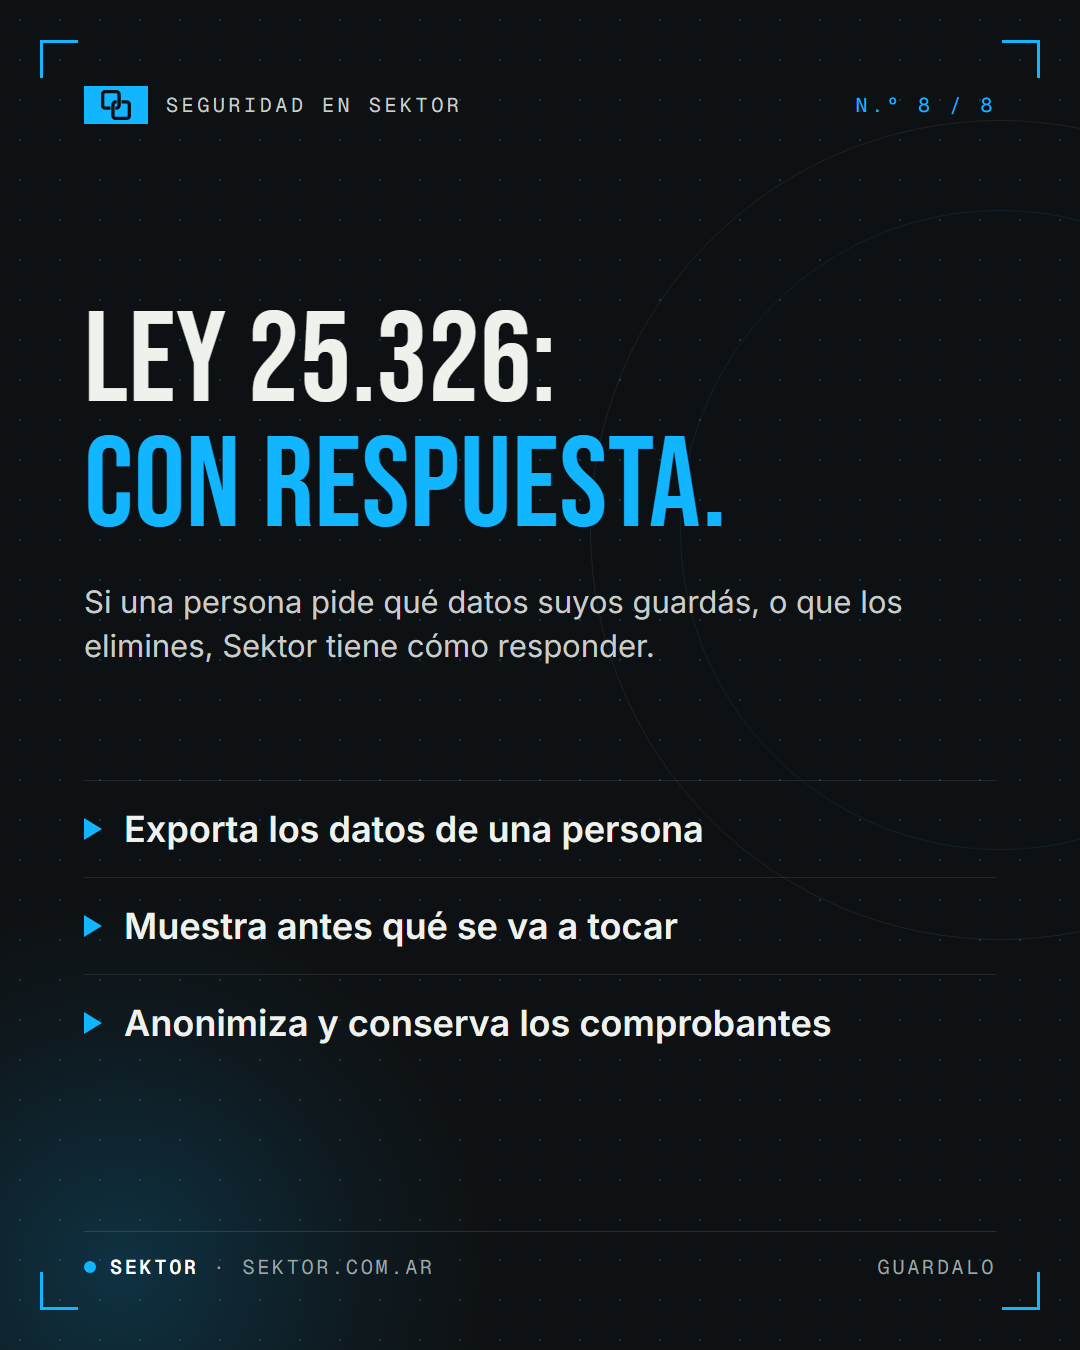 SEGURIDAD EN SEKTOR
N.º 8 / 8
LEY 25.326:
CON RESPUESTA.
Si una persona pide qué datos suyos guardás, o que los
elimines, Sektor tiene cómo responder.
Exporta los datos de una persona
Muestra antes qué se va a tocar
Anonimiza y conserva los comprobantes
SEKTOR · SEKTOR.COM.AR
GUARDALO